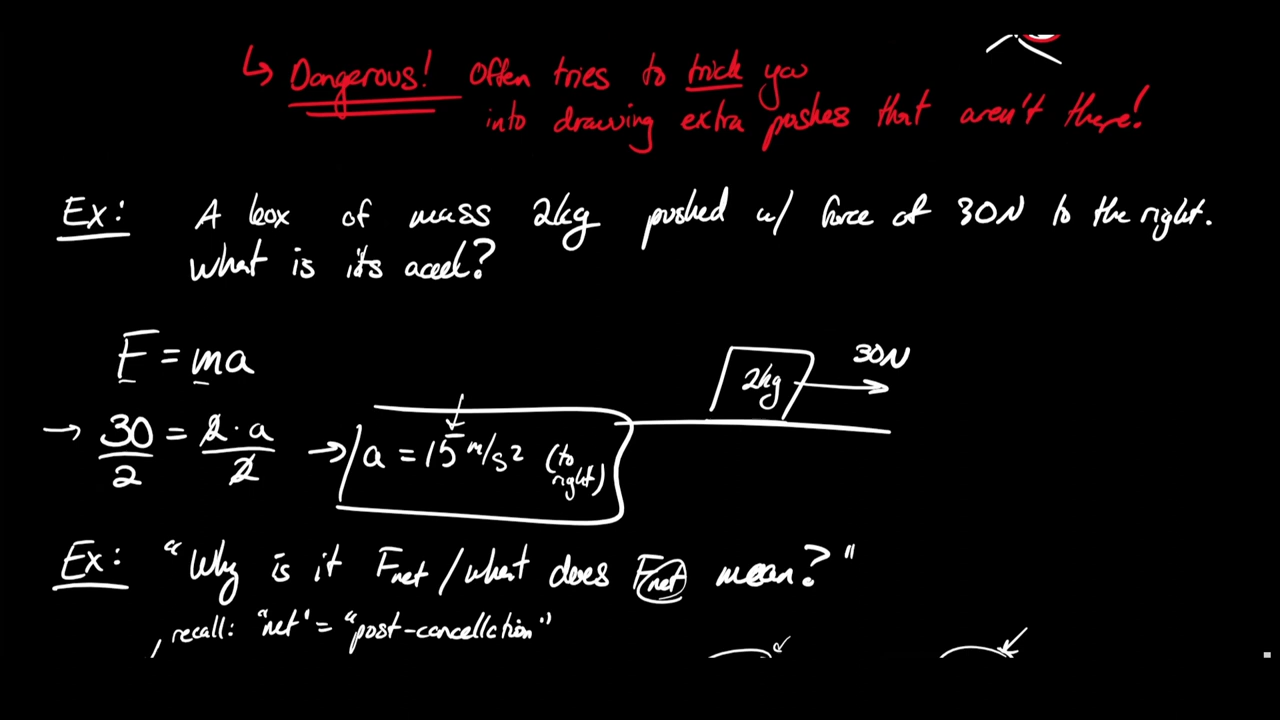 ↳ Dangerous! Often tries to trick you
into drawing extra pushes that aren't there!
Ex: A box of mass 2kg pushed w/ force of 30N to the right.
What is its accel?
F = ma
30N
2kg
→ 30/2 = 2·a/2 → a = 15 m/s² (to right)
Ex: "Why is it Fnet / what does Fnet mean?"
recall: "net" = "post-cancellation"